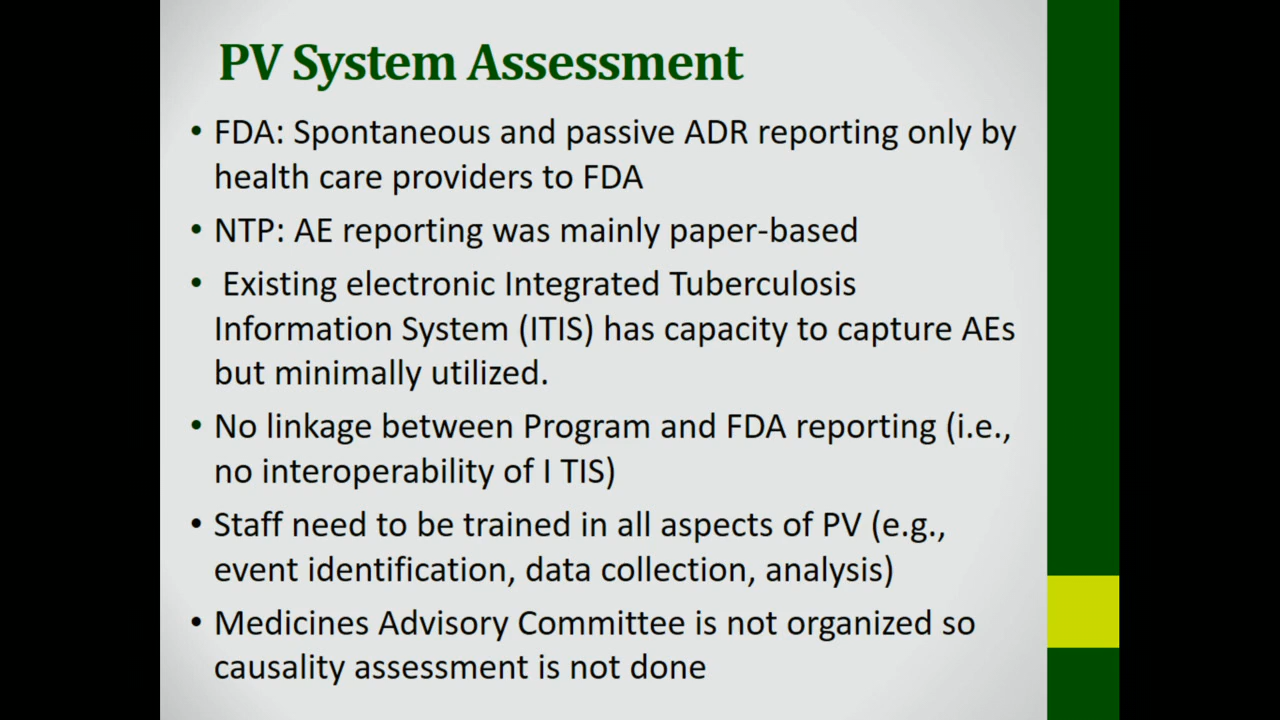 PV System Assessment
• FDA: Spontaneous and passive ADR reporting only by
health care providers to FDA
• NTP: AE reporting was mainly paper-based
• Existing electronic Integrated Tuberculosis
Information System (ITIS) has capacity to capture AEs
but minimally utilized.
• No linkage between Program and FDA reporting (i.e.,
no interoperability of I TIS)
• Staff need to be trained in all aspects of PV (e.g.,
event identification, data collection, analysis)
• Medicines Advisory Committee is not organized so
causality assessment is not done